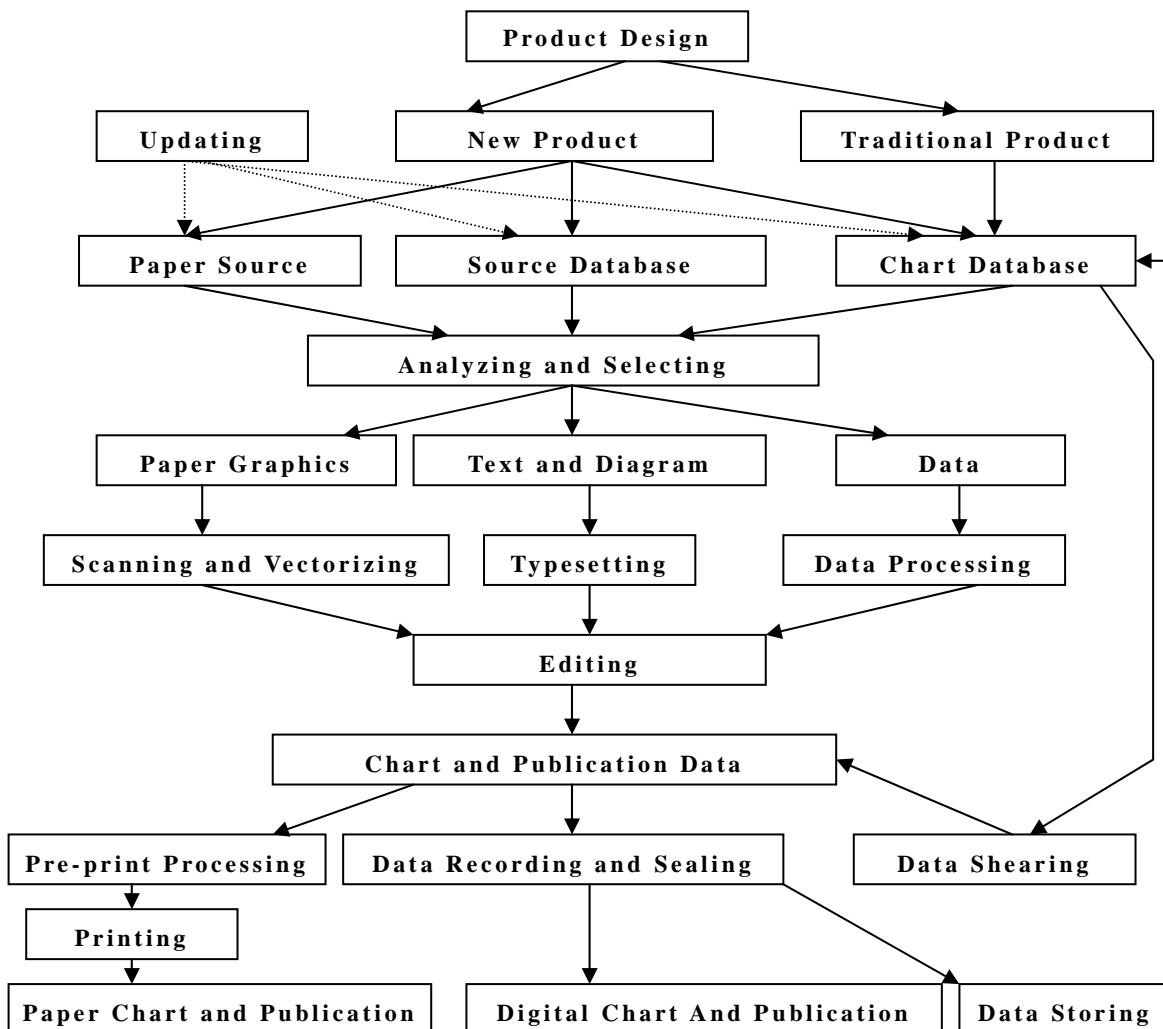 Product Design
Updating
New Product
Traditional Product
Paper Source
Source Database
Chart Database
Analyzing and Selecting
Paper Graphics
Text and Diagram
Data
Scanning and Vectorizing
Typesetting
Data Processing
Editing
Chart and Publication Data
Pre-print Processing
Data Recording and Sealing
Data Shearing
Printing
Paper Chart and Publication
Digital Chart And Publication
Data Storing